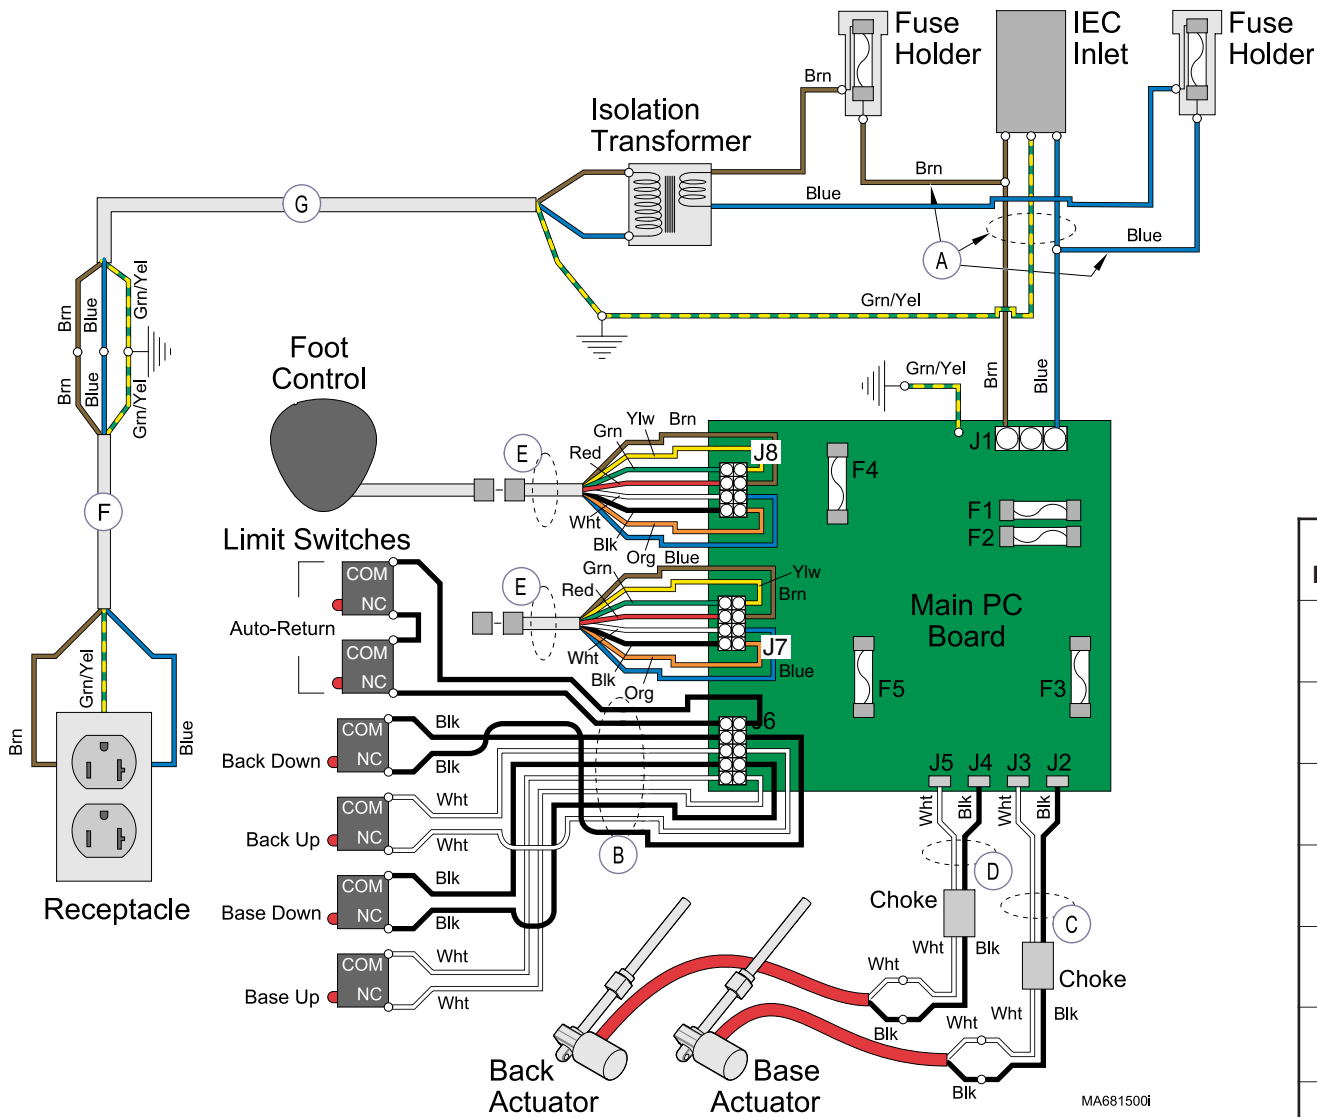 Fuse
Holder
IEC
Inlet
Fuse
Holder
Brn
Isolation
Transformer
Brn
Blue
G
A
Blue
Grn/Yel
Brn
Blue
Grn/Yel
Brn
Blue
Grn/Yel
Foot
Control
Grn/Yel
Brn
Blue
J1
E
Ylw
Brn
Grn
Red
J8
F4
Wht
Blk
Org
Blue
F1
F2
F
Limit Switches
COM
NC
Auto-Return
COM
NC
E
Grn
Red
Ylw
Brn
Wht
Blk
Org
J7
Blue
Main PC
Board
F5
F3
Grn/Yel
Brn
Blue
J6
COM
NC
Back Down
Blk
Blk
J5
J4
J3
J2
Wht
Blk
Wht
Blk
COM
NC
Back Up
Wht
Wht
B
D
Receptacle
COM
NC
Base Down
Blk
Blk
Choke
C
COM
NC
Base Up
Wht
Wht
Wht
Blk
Choke
Wht
Blk
Wht
Blk
Wht
Blk
Back
Actuator
Base
Actuator
MA681500i